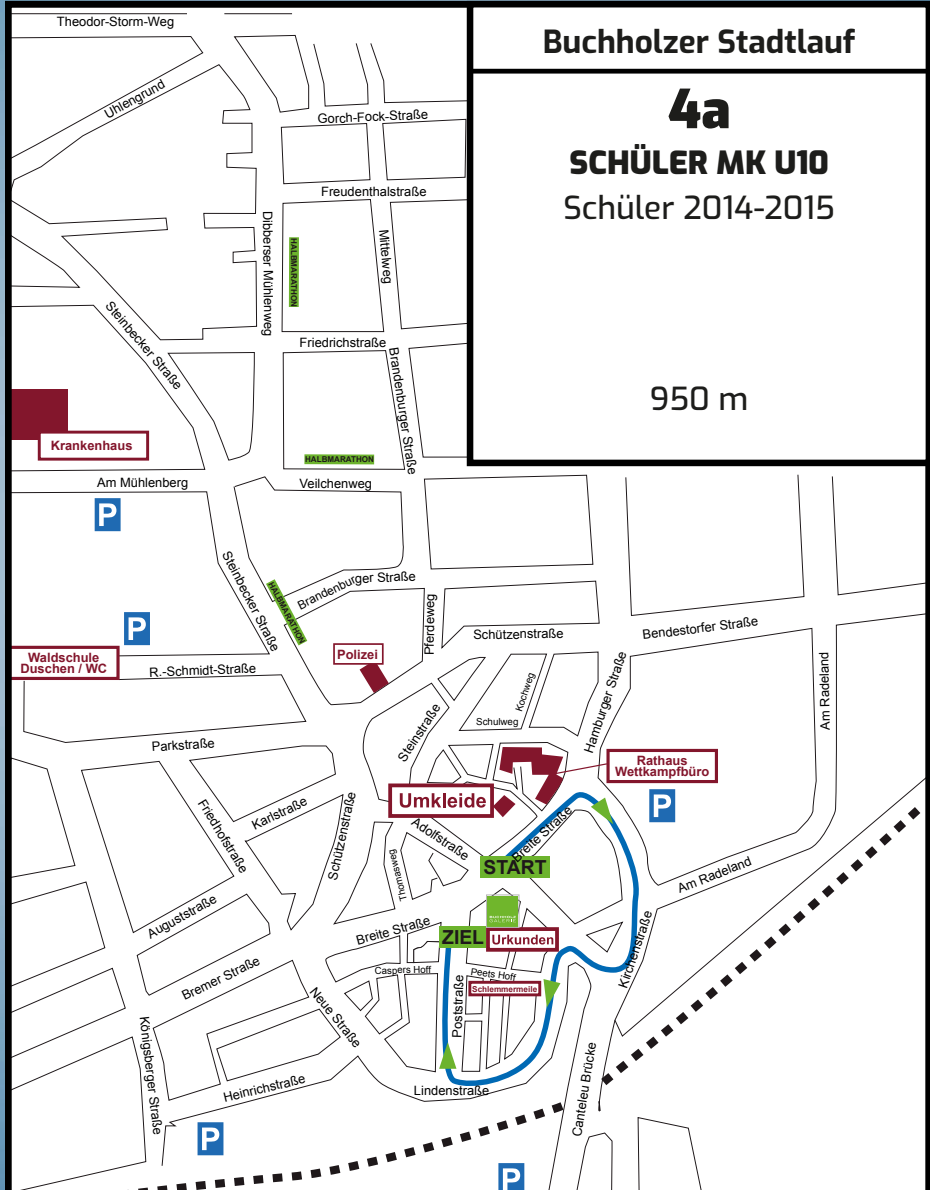 Theodor-Storm-Weg
Buchholzer Stadtlauf
4a
SCHÜLER MK U10
Schüler 2014-2015
950 m
Uhlengrund
Gorch-Fock-Straße
Freudenthalstraße
Dibberser Mühlenweg
HALBMARATHON
Mittelweg
Steinbecker Straße
Friedrichstraße
Brandenburger Straße
Krankenhaus
HALBMARATHON
Am Mühlenberg
Veilchenweg
P
Steinbecker Straße
HALBMARATHON
Brandenburger Straße
Pferdeweg
P
Schützenstraße
Bendestorfer Straße
Waldschule
Duschen / WC
R.-Schmidt-Straße
Polizei
Kochweg
Schulweg
Hamburger Straße
Am Radeland
Steinstraße
Parkstraße
Rathaus
Wettkampfbüro
P
Umkleide
Friedhofstraße
Karlstraße
Schützenstraße
Adolfstraße
Breite Straße
START
Thomasweg
Am Radeland
Auguststraße
BUCHHOLZ
GALERIE
Breite Straße
ZIEL
Urkunden
Kirchenstraße
Bremer Straße
Caspers Hoff
Peets Hoff
Schlemmermeile
Neue Straße
Poststraße
Königsberger Straße
Heinrichstraße
Lindenstraße
Canteleu Brücke
P
P